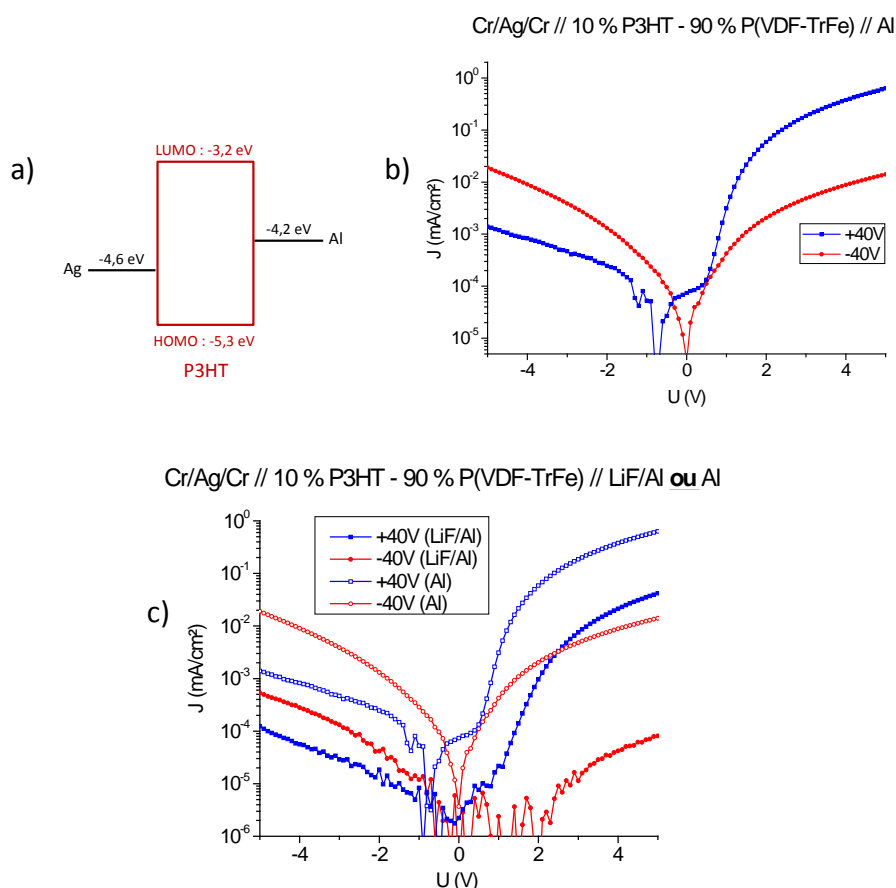 Cr/Ag/Cr // 10 % P3HT - 90 % P(VDF-TrFe) // Al
a)
LUMO : -3,2 eV
-4,2 eV
Al
Ag
-4,6 eV
HOMO : -5,3 eV
P3HT
b)
J (mA/cm²)
10⁰
10⁻¹
10⁻²
10⁻³
10⁻⁴
10⁻⁵
+40V
-40V
-4
-2
0
2
4
U (V)
Cr/Ag/Cr // 10 % P3HT - 90 % P(VDF-TrFe) // LiF/Al ou Al
c)
J (mA/cm²)
10⁰
10⁻¹
10⁻²
10⁻³
10⁻⁴
10⁻⁵
10⁻⁶
+40V (LiF/Al)
-40V (LiF/Al)
+40V (Al)
-40V (Al)
-2
0
2
4
U (V)